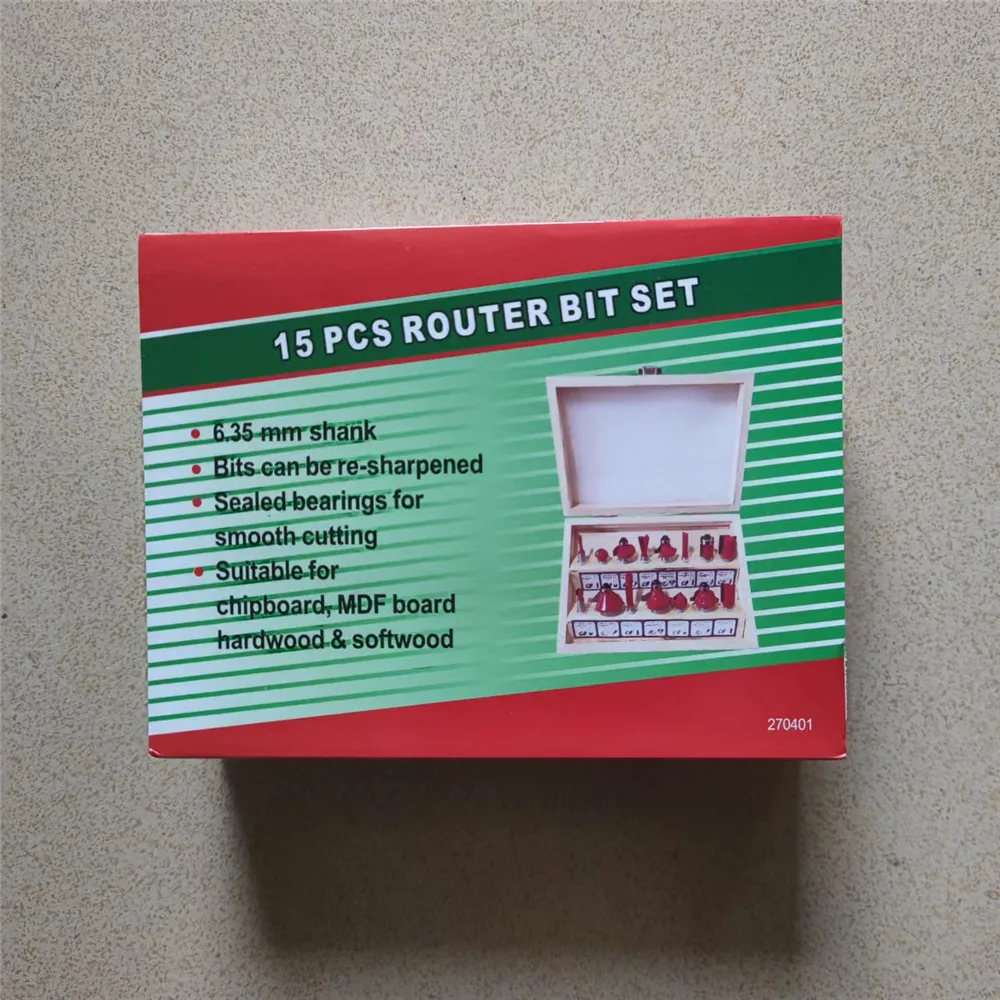 15 PCS ROUTER BIT SET
• 6.35 mm shank
• Bits can be re-sharpened
• Sealed bearings for
smooth cutting
• Suitable for
chipboard, MDF board
hardwood & softwood
270401